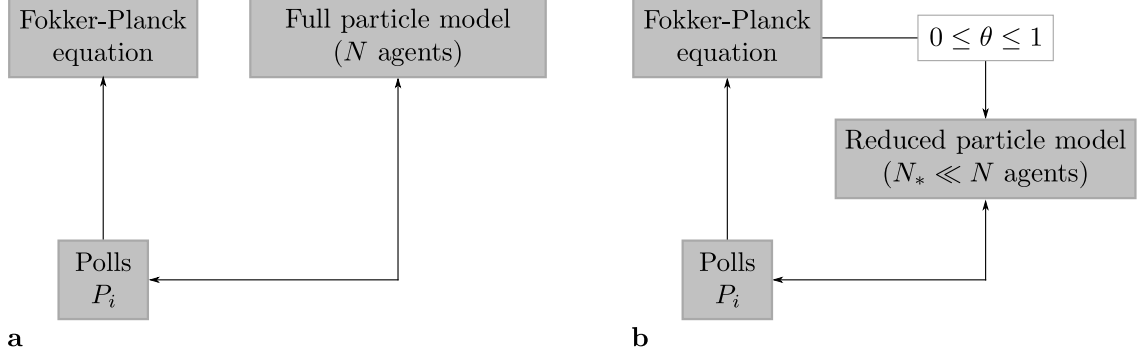 Fokker-Planck
equation
Full particle model
(N agents)
Polls
P_i
a
Fokker-Planck
equation
0 ≤ θ ≤ 1
Reduced particle model
(N_* ≪ N agents)
Polls
P_i
b